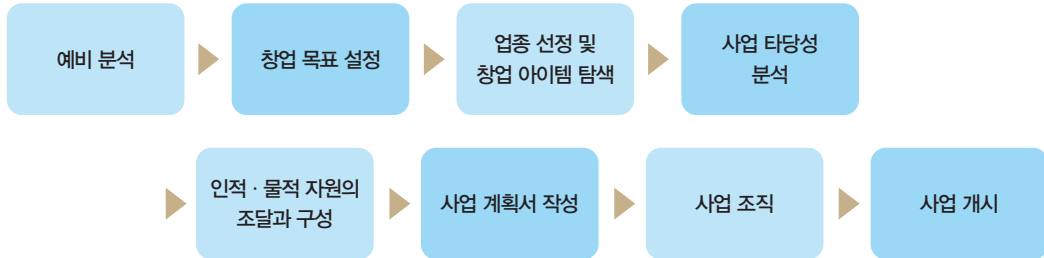 예비 분석
창업 목표 설정
업종 선정 및
창업 아이템 탐색
사업 타당성
분석
인적 · 물적 자원의
조달과 구성
사업 계획서 작성
사업 조직
사업 개시